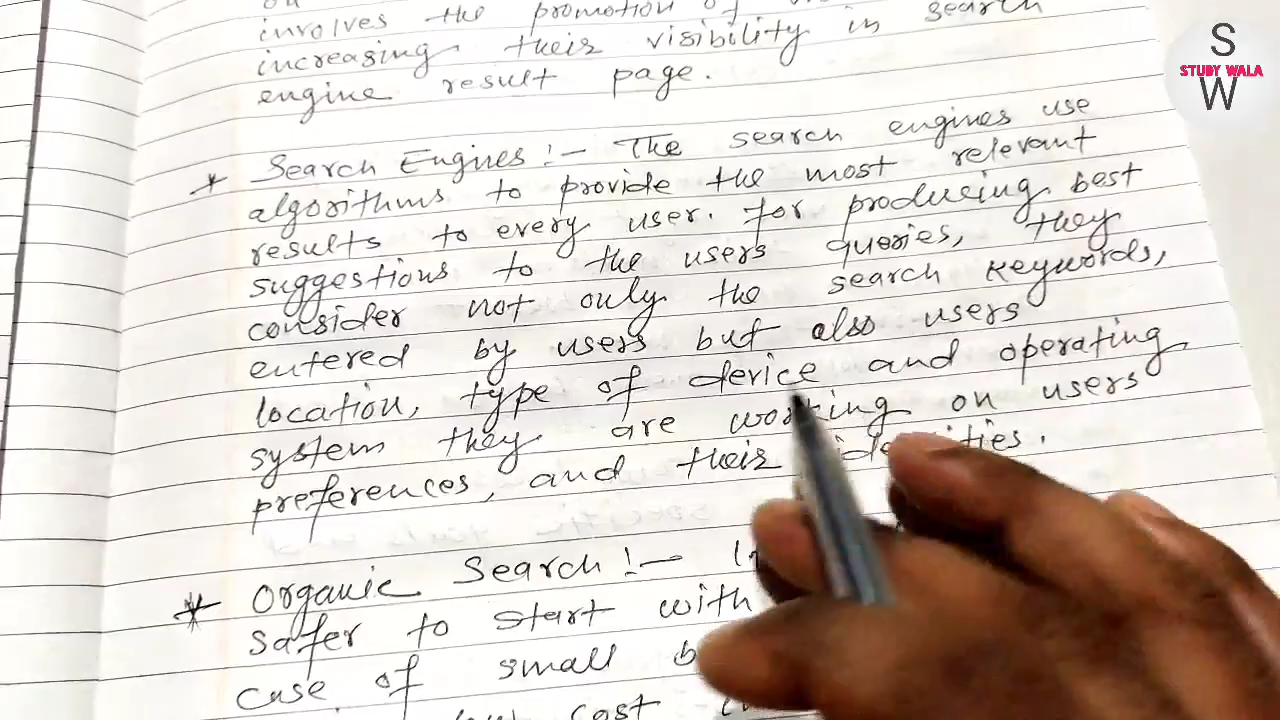 involves the promotion of
increasing their visibility in search
engine result page.
* Search Engines :- The search engines use
algorithms to provide the most relevant
results to every user. For producing best
suggestions to the users queries, they
consider not only the search keywords,
entered by users but also users
location, type of device and operating
system they are working on users
preferences, and their identities.
* Organic Search :-
safer to start with
case of small
cost
S
STUDY WALA
W